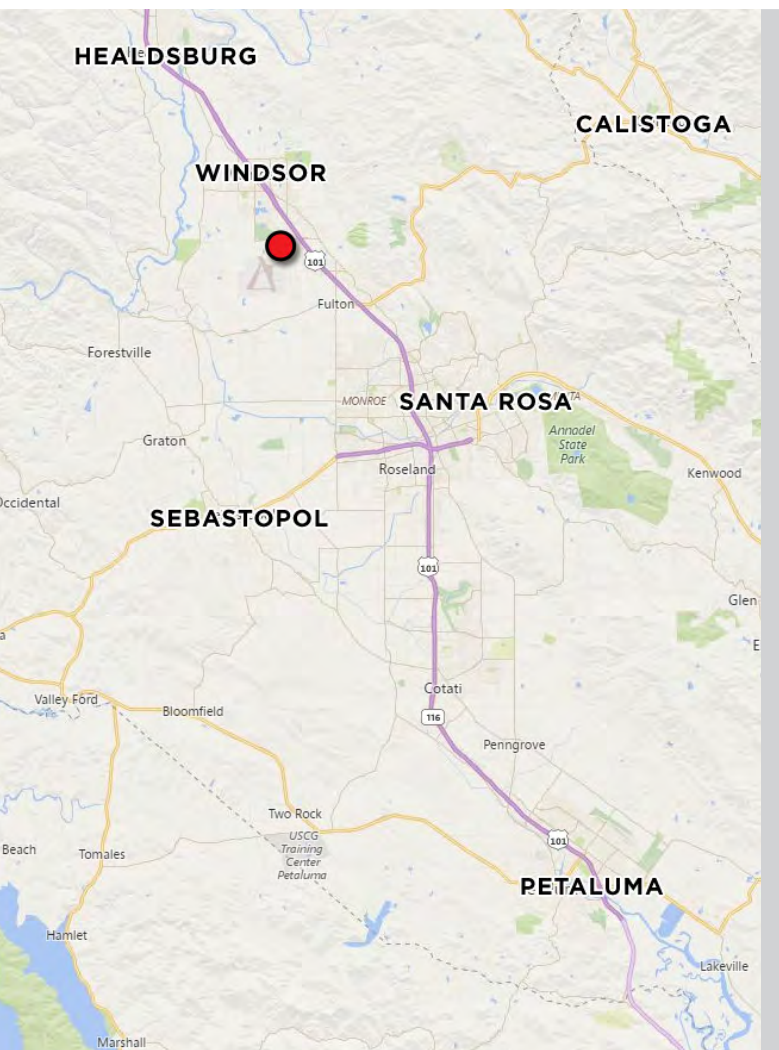 HEALDSBURG
CALISTOGA
WINDSOR
101
Fulton
Forestville
MONROE
SANTA ROSA
Annadel
State
Park
Graton
Roseland
Kenwood
Occidental
SEBASTOPOL
101
Glen
Cotati
Valley Ford
Bloomfield
116
Penngrove
Two Rock
USCG
Training
Center
Petaluma
101
Beach
Tomales
PETALUMA
Hamlet
Lakeville
Marshall